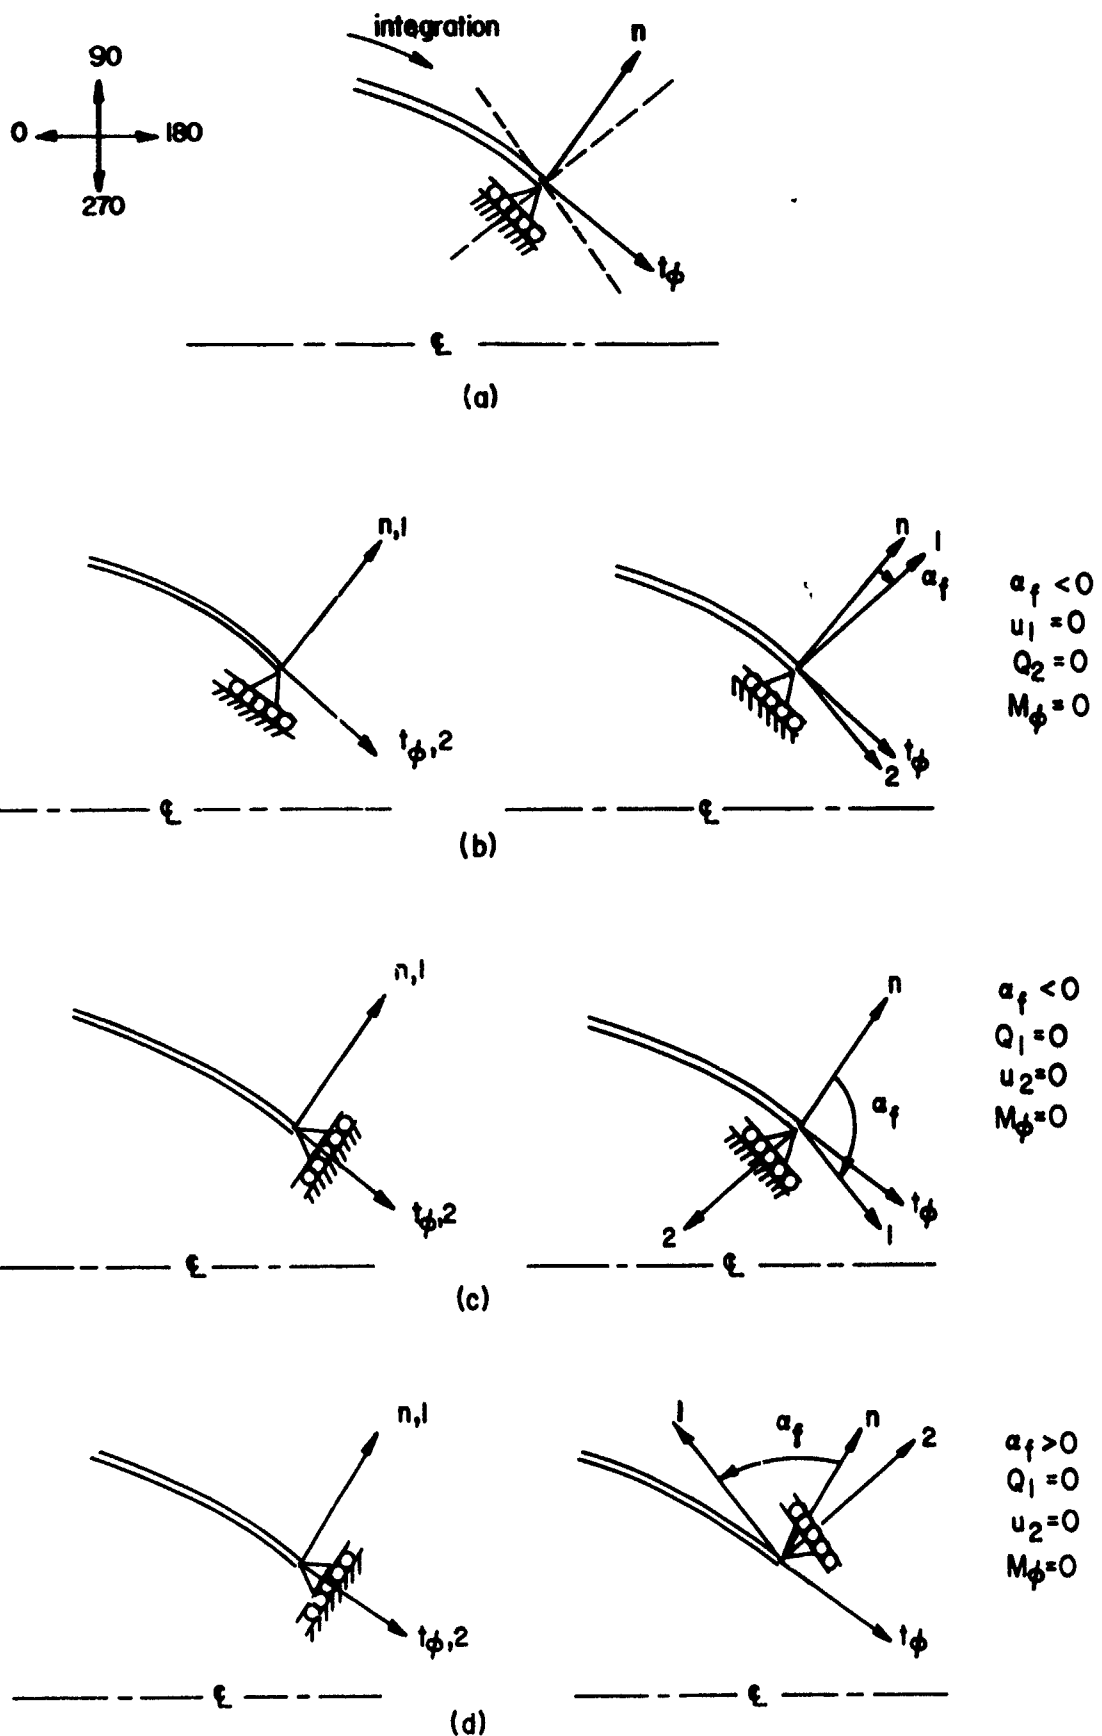 integration
n
90
0
180
270
tϕ
℄
(a)
n,1
tϕ,2
℄
n
1
αf
tϕ
2
℄
αf <0
u1 =0
Q2 =0
Mϕ=0
(b)
n,1
tϕ,2
℄
n
αf
tϕ
1
2
℄
αf <0
Q1 =0
u2=0
Mϕ=0
(c)
n,1
tϕ,2
℄
1
αf
n
2
tϕ
℄
αf >0
Q1 =0
u2=0
Mϕ=0
(d)